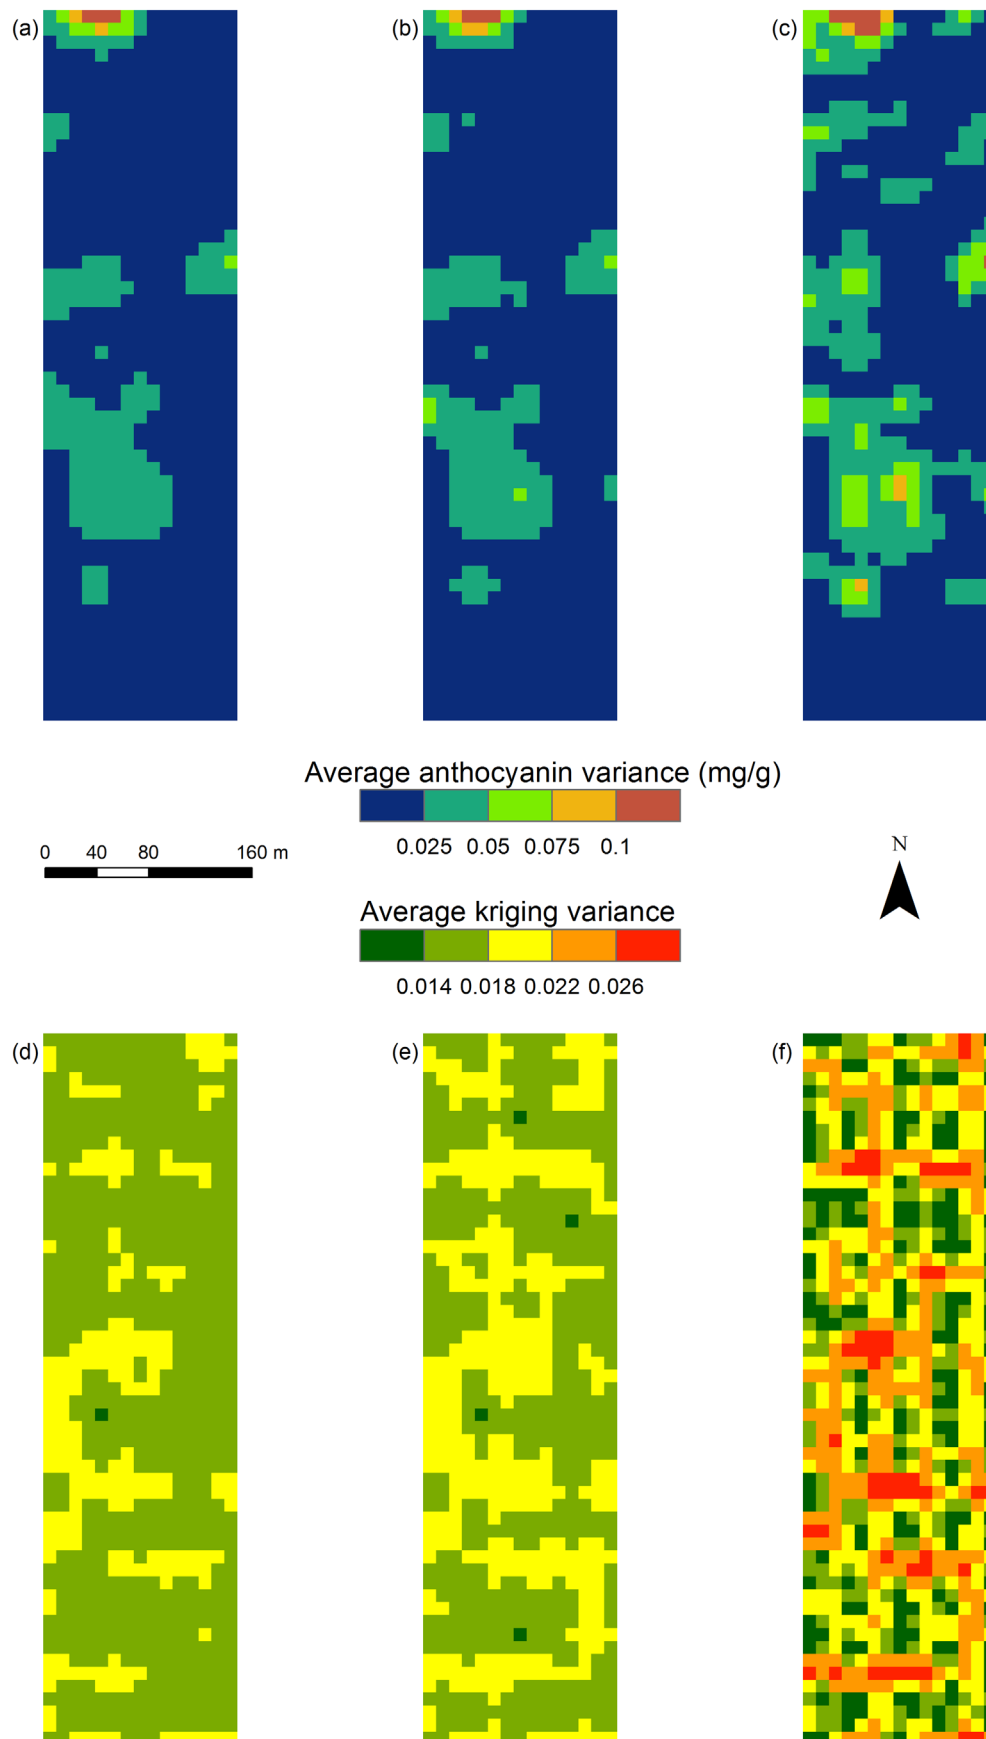 (a)
(b)
(c)
Average anthocyanin variance (mg/g)
0.025 0.05 0.075 0.1
0 40 80 160 m
N
Average kriging variance
0.014 0.018 0.022 0.026
(d)
(e)
(f)